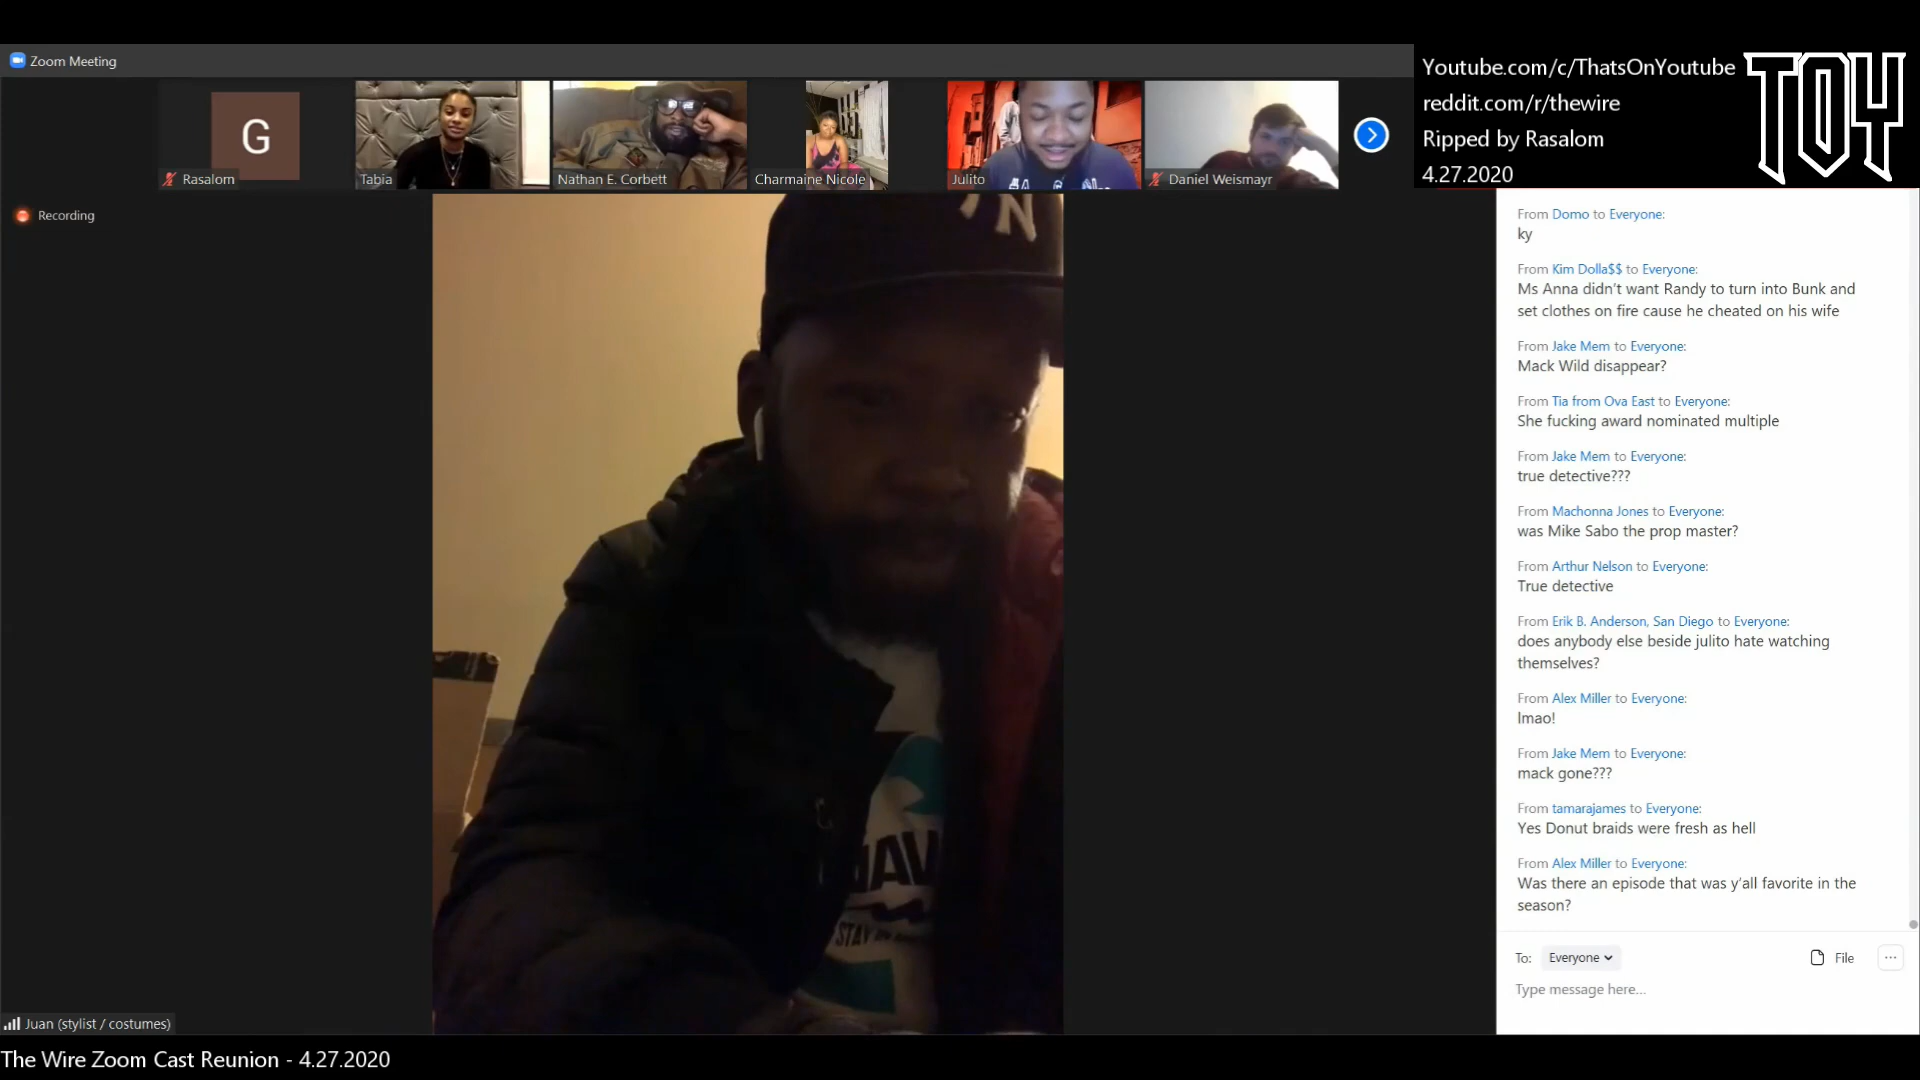 Zoom Meeting
Youtube.com/c/ThatsOnYoutube
reddit.com/r/thewire
Ripped by Rasalom
4.27.2020
TOY
G
Rasalom
Tabia
Nathan E. Corbett
Charmaine Nicole
Julito
Daniel Weismayr
Recording
From Domo to Everyone:
ky
From Kim Dolla$$ to Everyone:
Ms Anna didn't want Randy to turn into Bunk and
set clothes on fire cause he cheated on his wife
From Jake Mem to Everyone:
Mack Wild disappear?
From Tia from Ova East to Everyone:
She fucking award nominated multiple
From Jake Mem to Everyone:
true detective???
From Machonna Jones to Everyone:
was Mike Sabo the prop master?
From Arthur Nelson to Everyone:
True detective
From Erik B. Anderson, San Diego to Everyone:
does anybody else beside julito hate watching
themselves?
From Alex Miller to Everyone:
lmao!
From Jake Mem to Everyone:
mack gone???
From tamarajames to Everyone:
Yes Donut braids were fresh as hell
From Alex Miller to Everyone:
Was there an episode that was y'all favorite in the
season?
To: Everyone File ...
Type message here...
STAY
Juan (stylist / costumes)
The Wire Zoom Cast Reunion - 4.27.2020